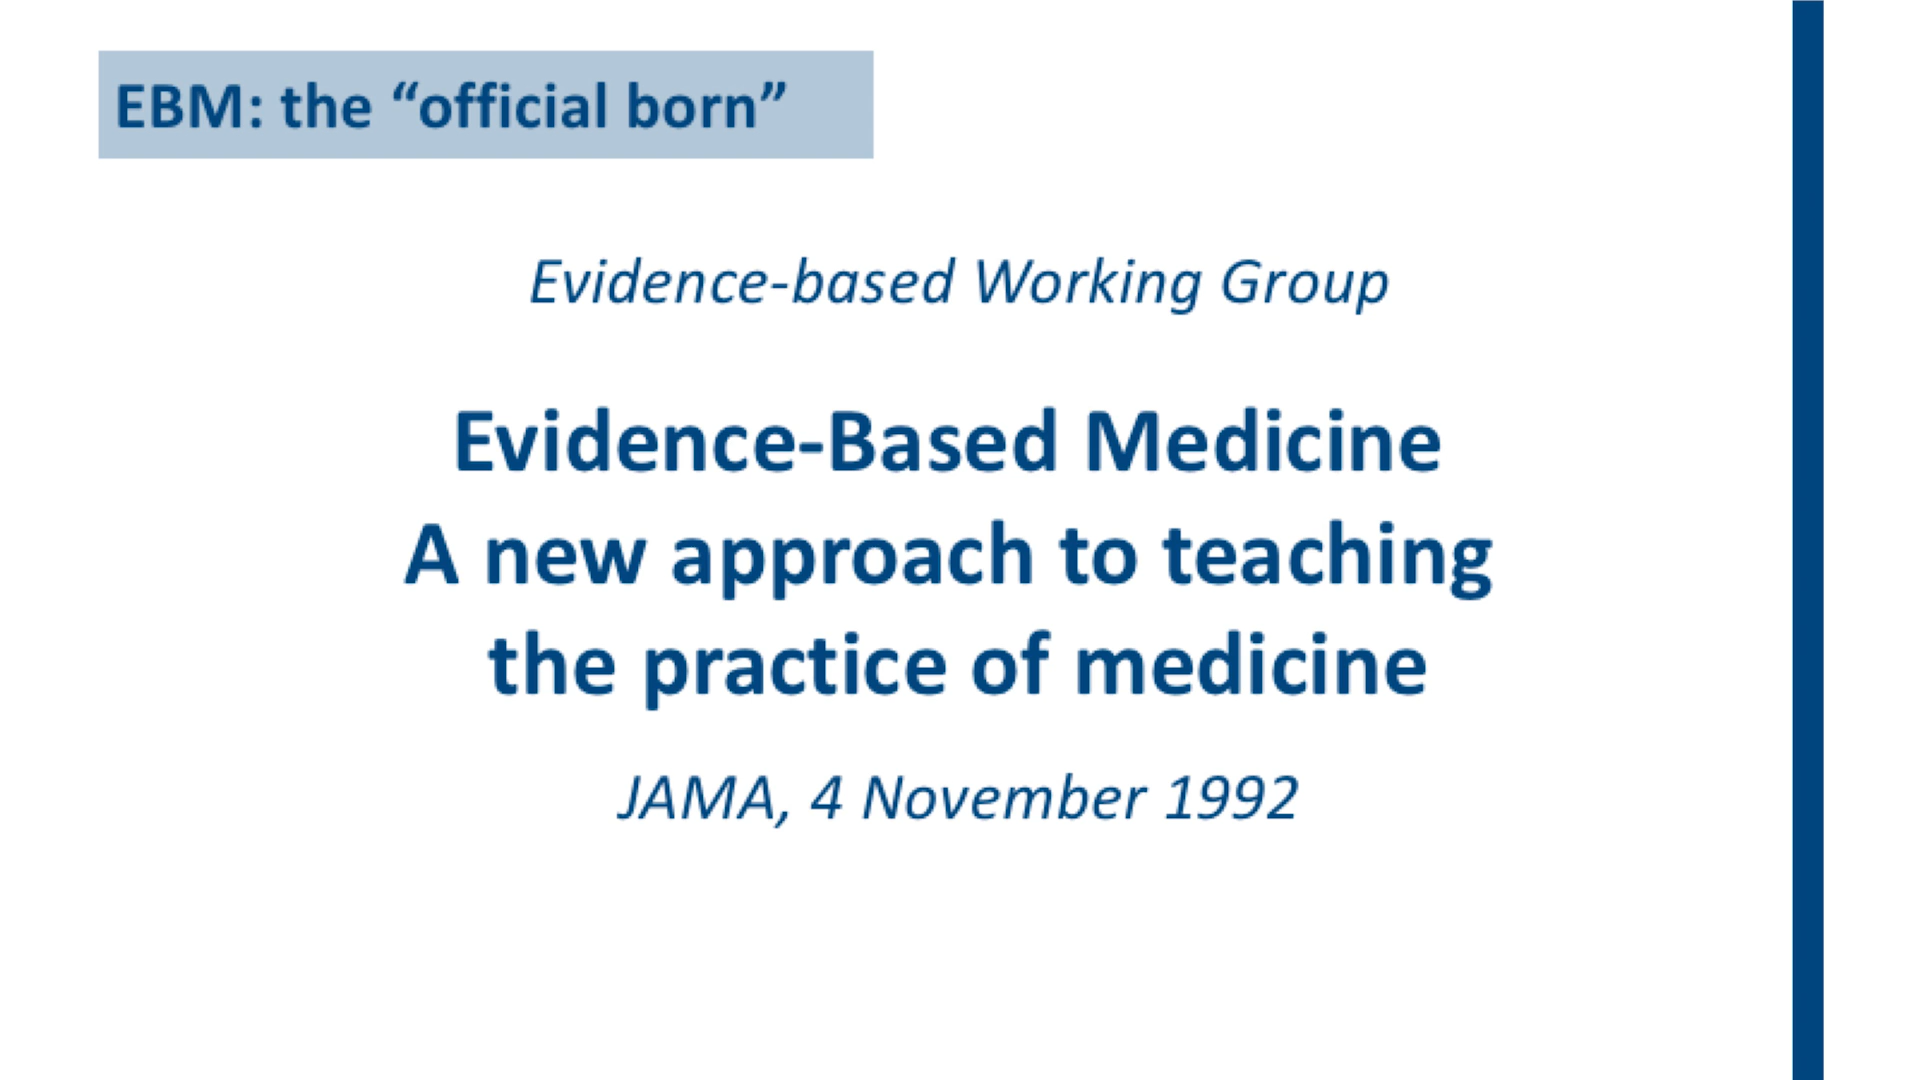 EBM: the “official born”
Evidence-based Working Group
Evidence-Based Medicine
A new approach to teaching
the practice of medicine
JAMA, 4 November 1992